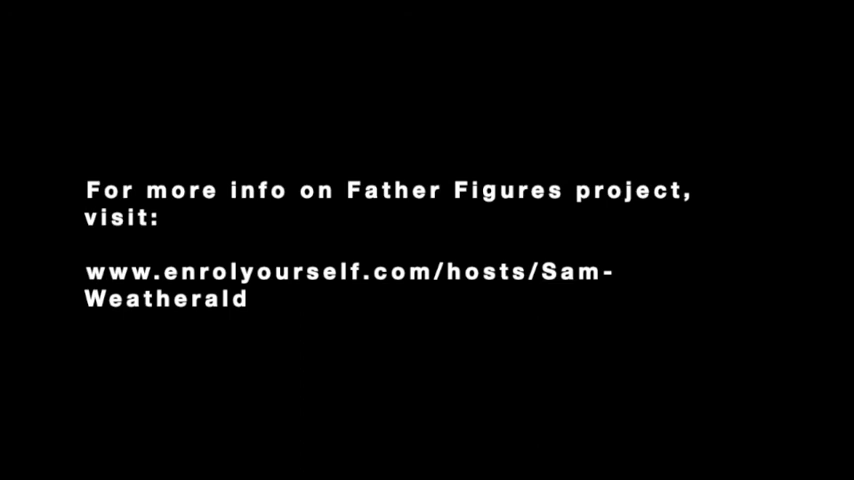 For more info on Father Figures project,
visit:
www.enrolyourself.com/hosts/Sam-
Weatherald